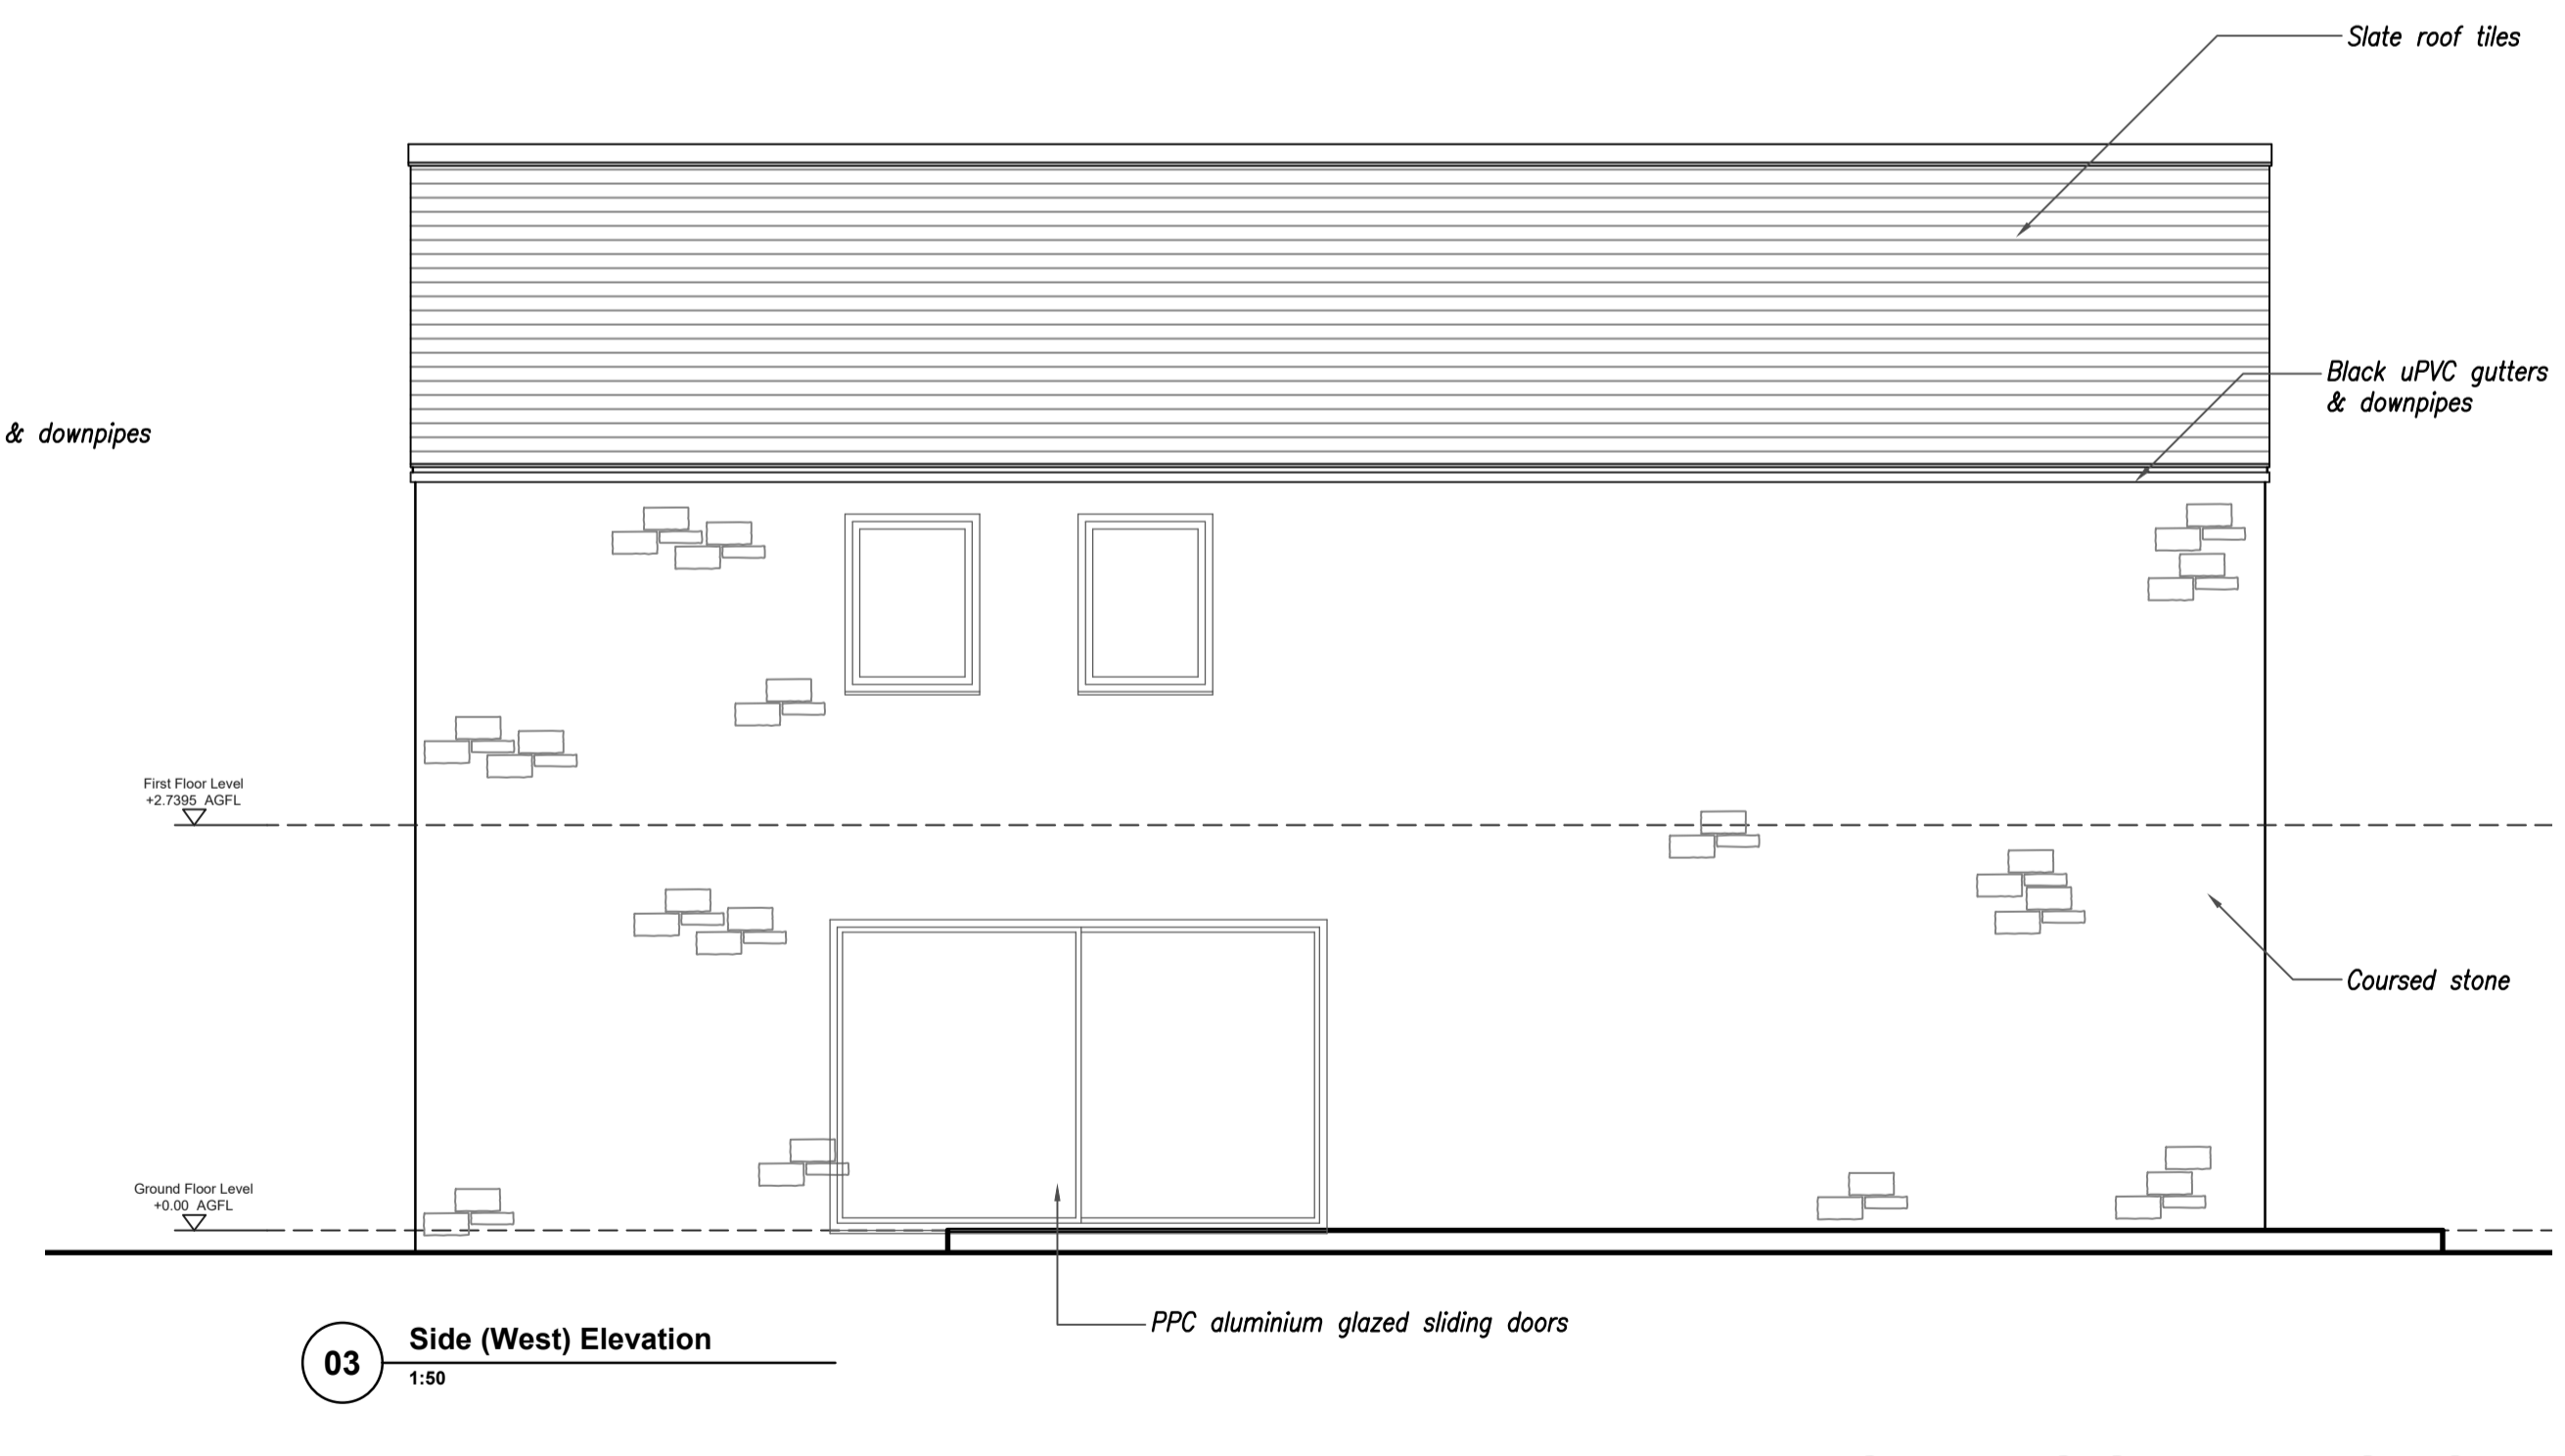 Slate roof tiles
Black uPVC gutters
& downpipes
& downpipes
First Floor Level
+2.7395 AGFL
Coursed stone
Ground Floor Level
+0.00 AGFL
PPC aluminium glazed sliding doors
03
Side (West) Elevation
1:50